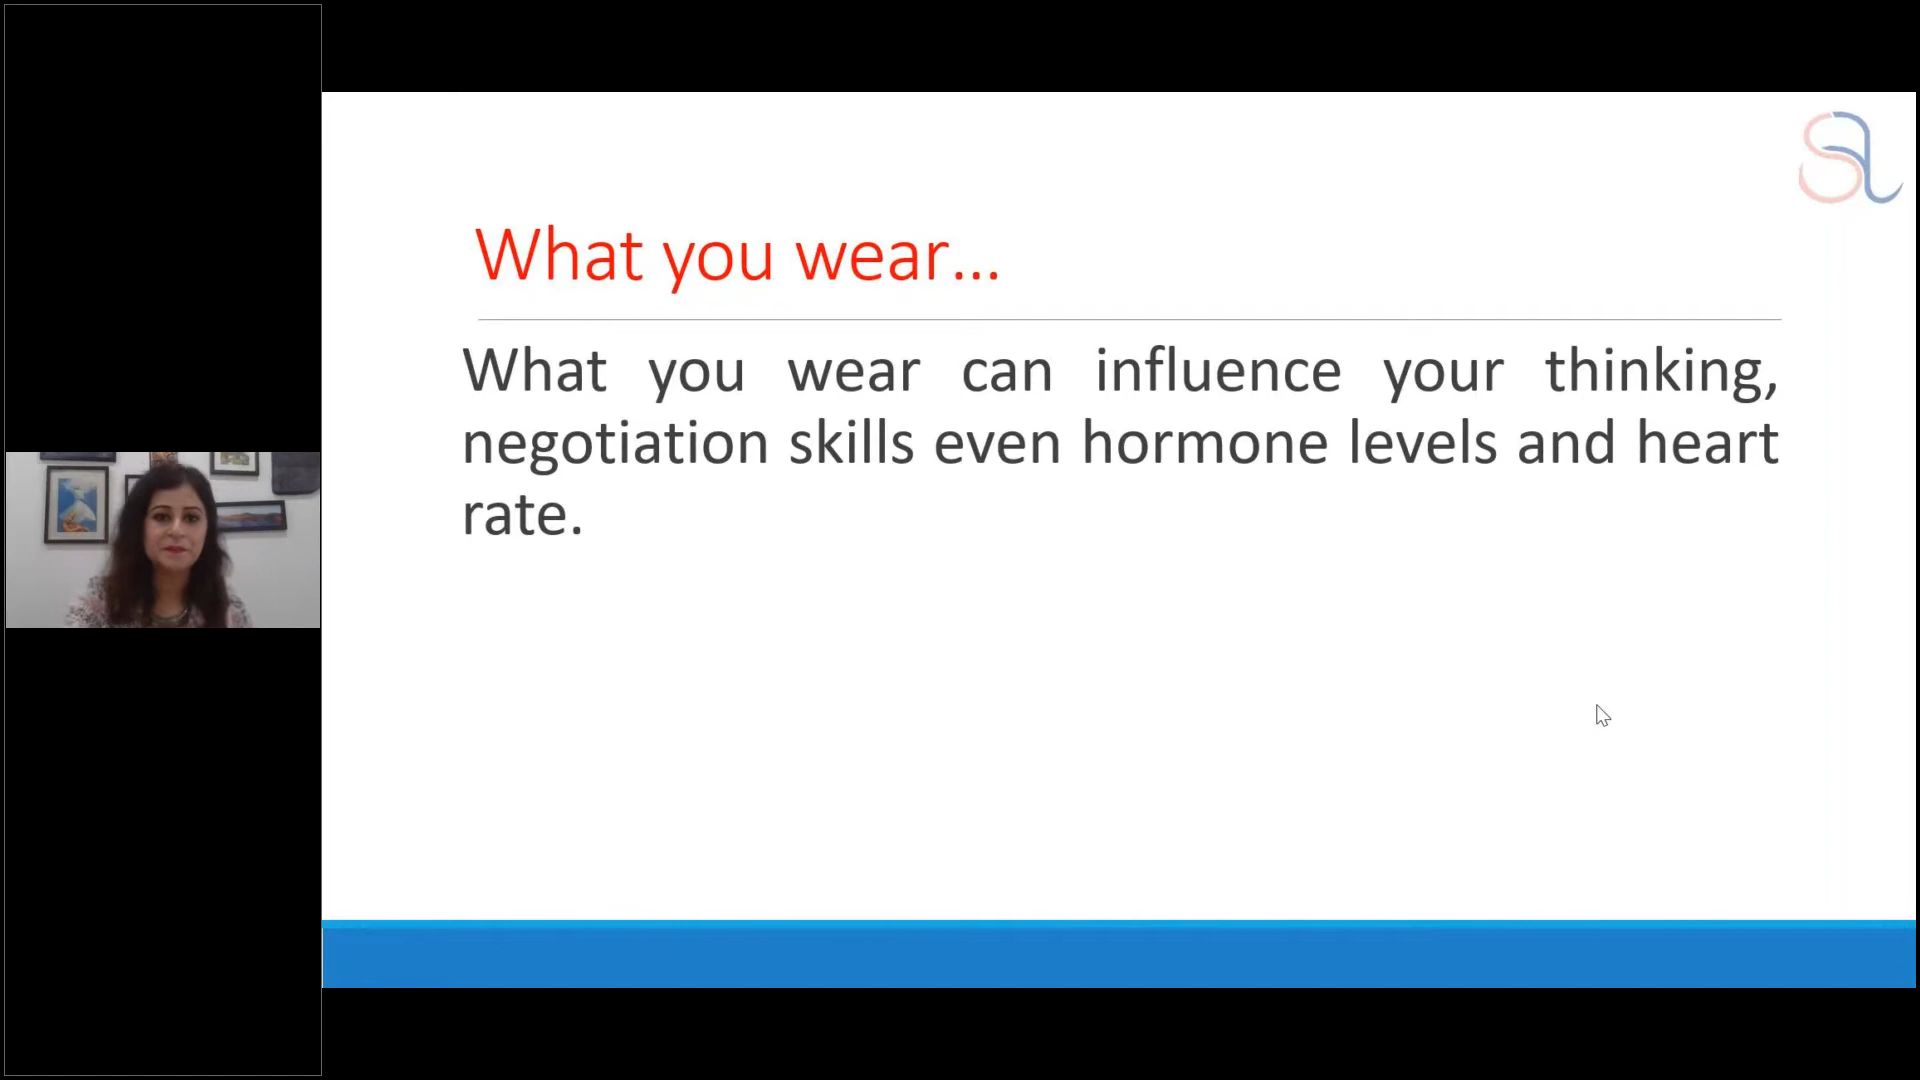 What you wear...
What you wear can influence your thinking,
negotiation skills even hormone levels and heart
rate.